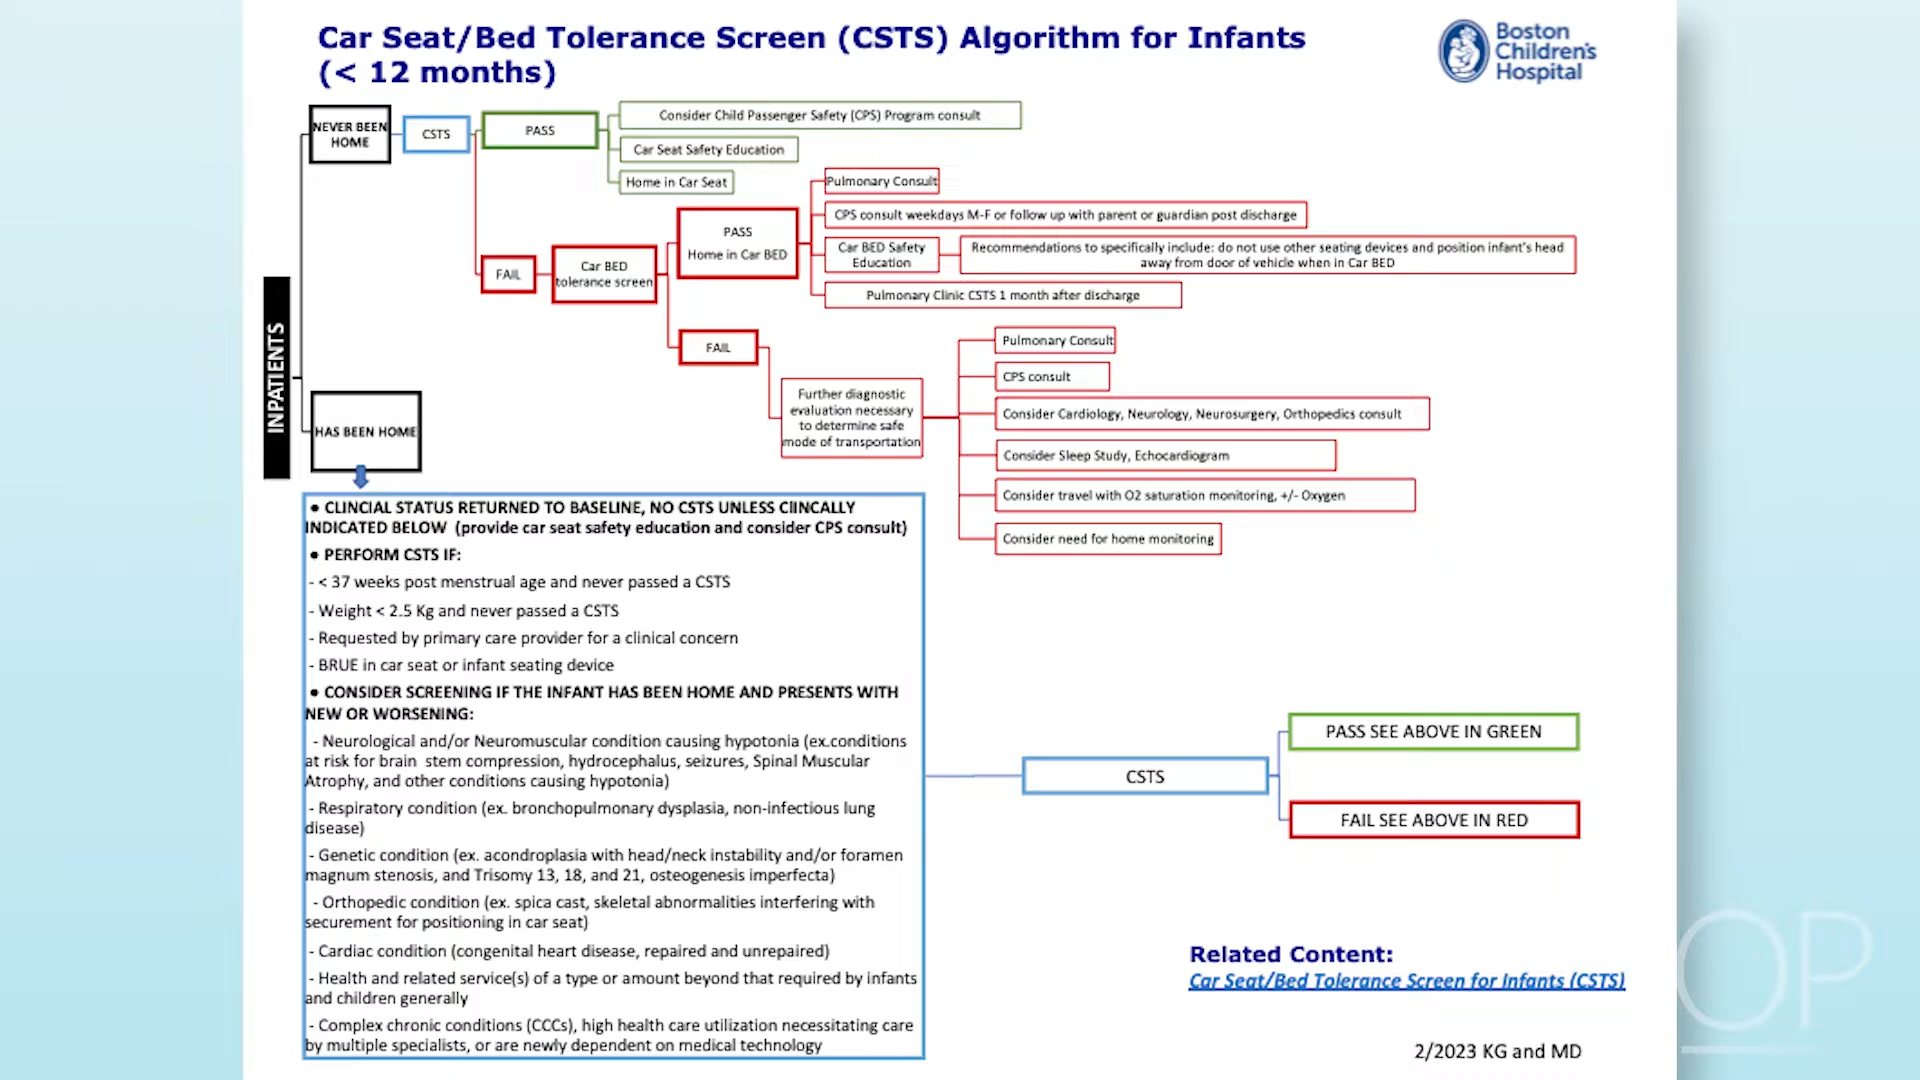 Car Seat/Bed Tolerance Screen (CSTS) Algorithm for Infants
(< 12 months)
Boston
Children's
Hospital
NEVER BEEN
HOME
CSTS
PASS
Consider Child Passenger Safety (CPS) Program consult
Car Seat Safety Education
Home in Car Seat
FAIL
Car BED
tolerance screen
PASS
Home in Car BED
Pulmonary Consult
CPS consult weekdays M-F or follow up with parent or guardian post discharge
Car BED Safety
Education
Recommendations to specifically include: do not use other seating devices and position infant's head
away from door of vehicle when in Car BED
Pulmonary Clinic CSTS 1 month after discharge
FAIL
Further diagnostic
evaluation necessary
to determine safe
mode of transportation
Pulmonary Consult
CPS consult
Consider Cardiology, Neurology, Neurosurgery, Orthopedics consult
Consider Sleep Study, Echocardiogram
Consider travel with O2 saturation monitoring, +/- Oxygen
Consider need for home monitoring
INPATIENTS
HAS BEEN HOME
● CLINCIAL STATUS RETURNED TO BASELINE, NO CSTS UNLESS CLINCALLY
INDICATED BELOW (provide car seat safety education and consider CPS consult)
● PERFORM CSTS IF:
- < 37 weeks post menstrual age and never passed a CSTS
- Weight < 2.5 Kg and never passed a CSTS
- Requested by primary care provider for a clinical concern
- BRUE in car seat or infant seating device
● CONSIDER SCREENING IF THE INFANT HAS BEEN HOME AND PRESENTS WITH
NEW OR WORSENING:
- Neurological and/or Neuromuscular condition causing hypotonia (ex.conditions
at risk for brain stem compression, hydrocephalus, seizures, Spinal Muscular
Atrophy, and other conditions causing hypotonia)
- Respiratory condition (ex. bronchopulmonary dysplasia, non-infectious lung
disease)
- Genetic condition (ex. acondroplasia with head/neck instability and/or foramen
magnum stenosis, and Trisomy 13, 18, and 21, osteogenesis imperfecta)
- Orthopedic condition (ex. spica cast, skeletal abnormalities interfering with
securement for positioning in car seat)
- Cardiac condition (congenital heart disease, repaired and unrepaired)
- Health and related service(s) of a type or amount beyond that required by infants
and children generally
- Complex chronic conditions (CCCs), high health care utilization necessitating care
by multiple specialists, or are newly dependent on medical technology
CSTS
PASS SEE ABOVE IN GREEN
FAIL SEE ABOVE IN RED
Related Content:
Car Seat/Bed Tolerance Screen for Infants (CSTS)
2/2023 KG and MD
OP